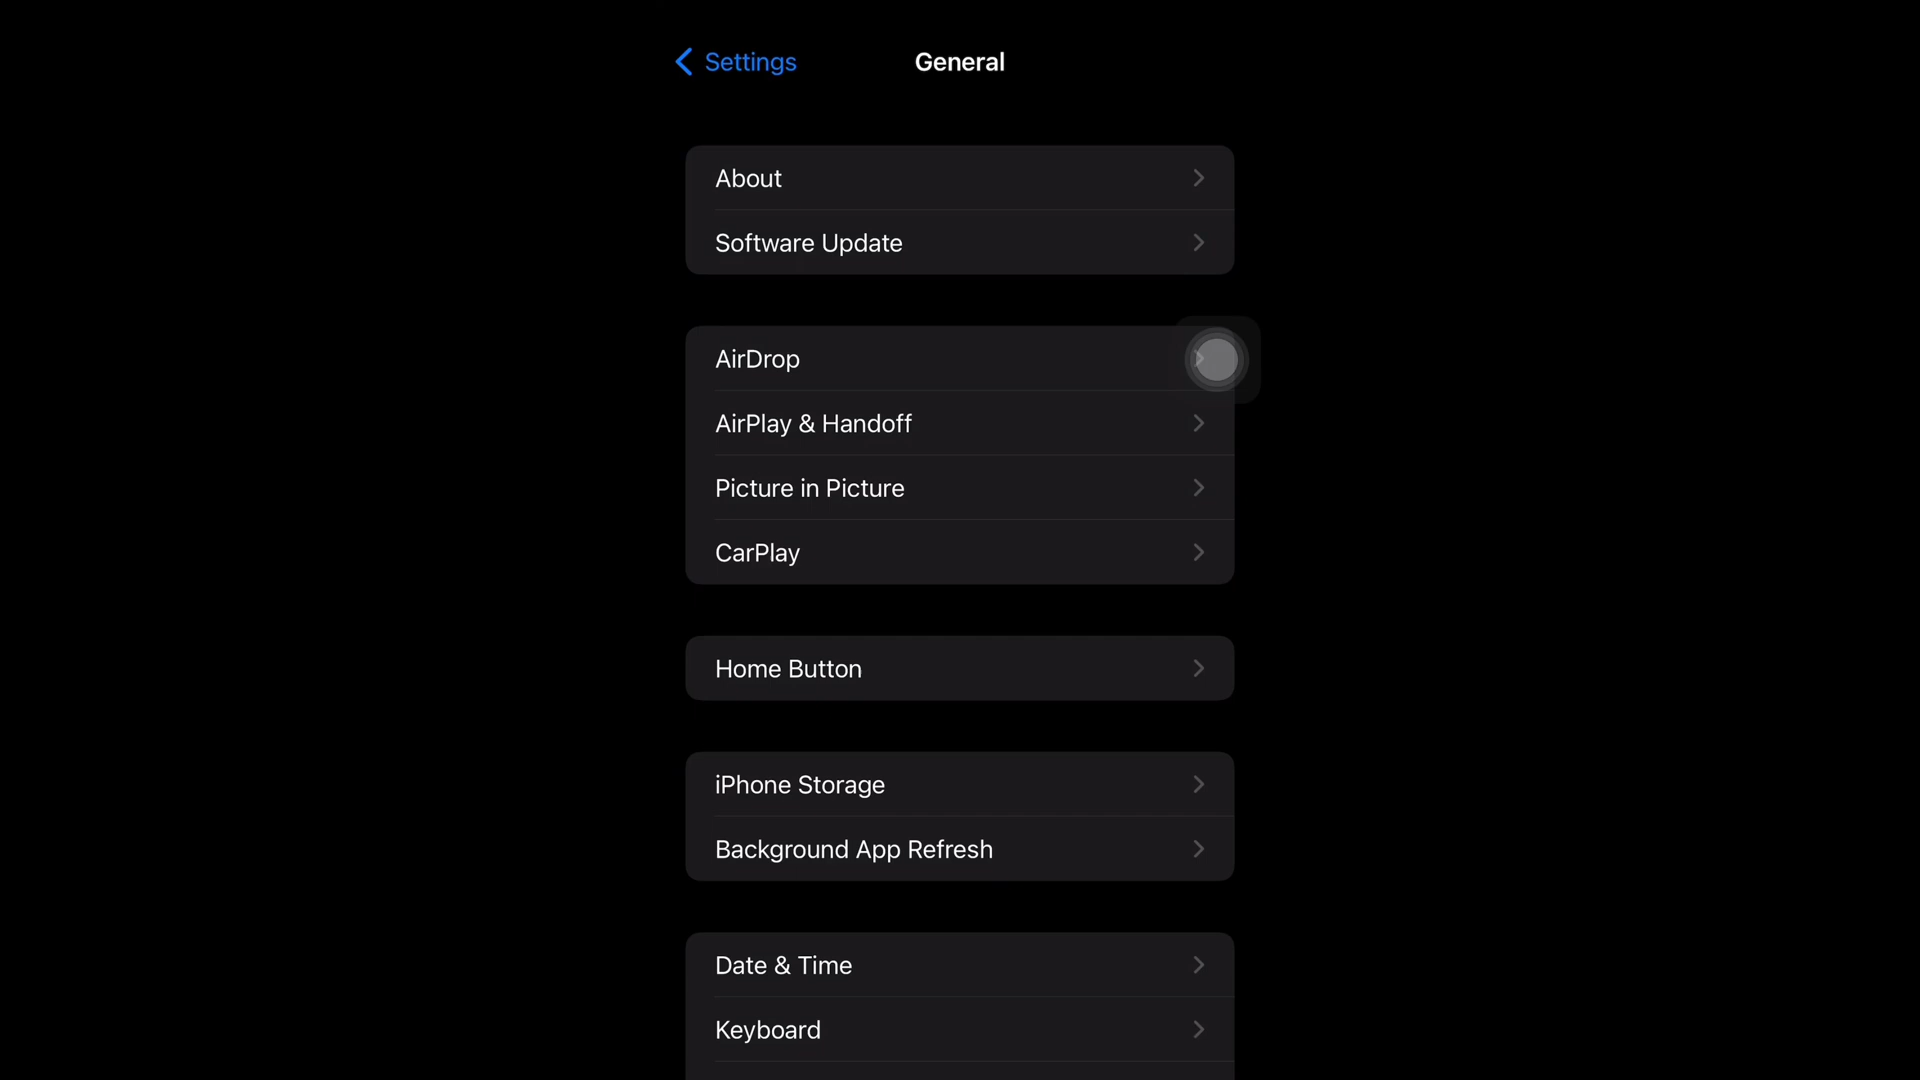 Settings
General
About
Software Update
AirDrop
AirPlay & Handoff
Picture in Picture
CarPlay
Home Button
iPhone Storage
Background App Refresh
Date & Time
Keyboard